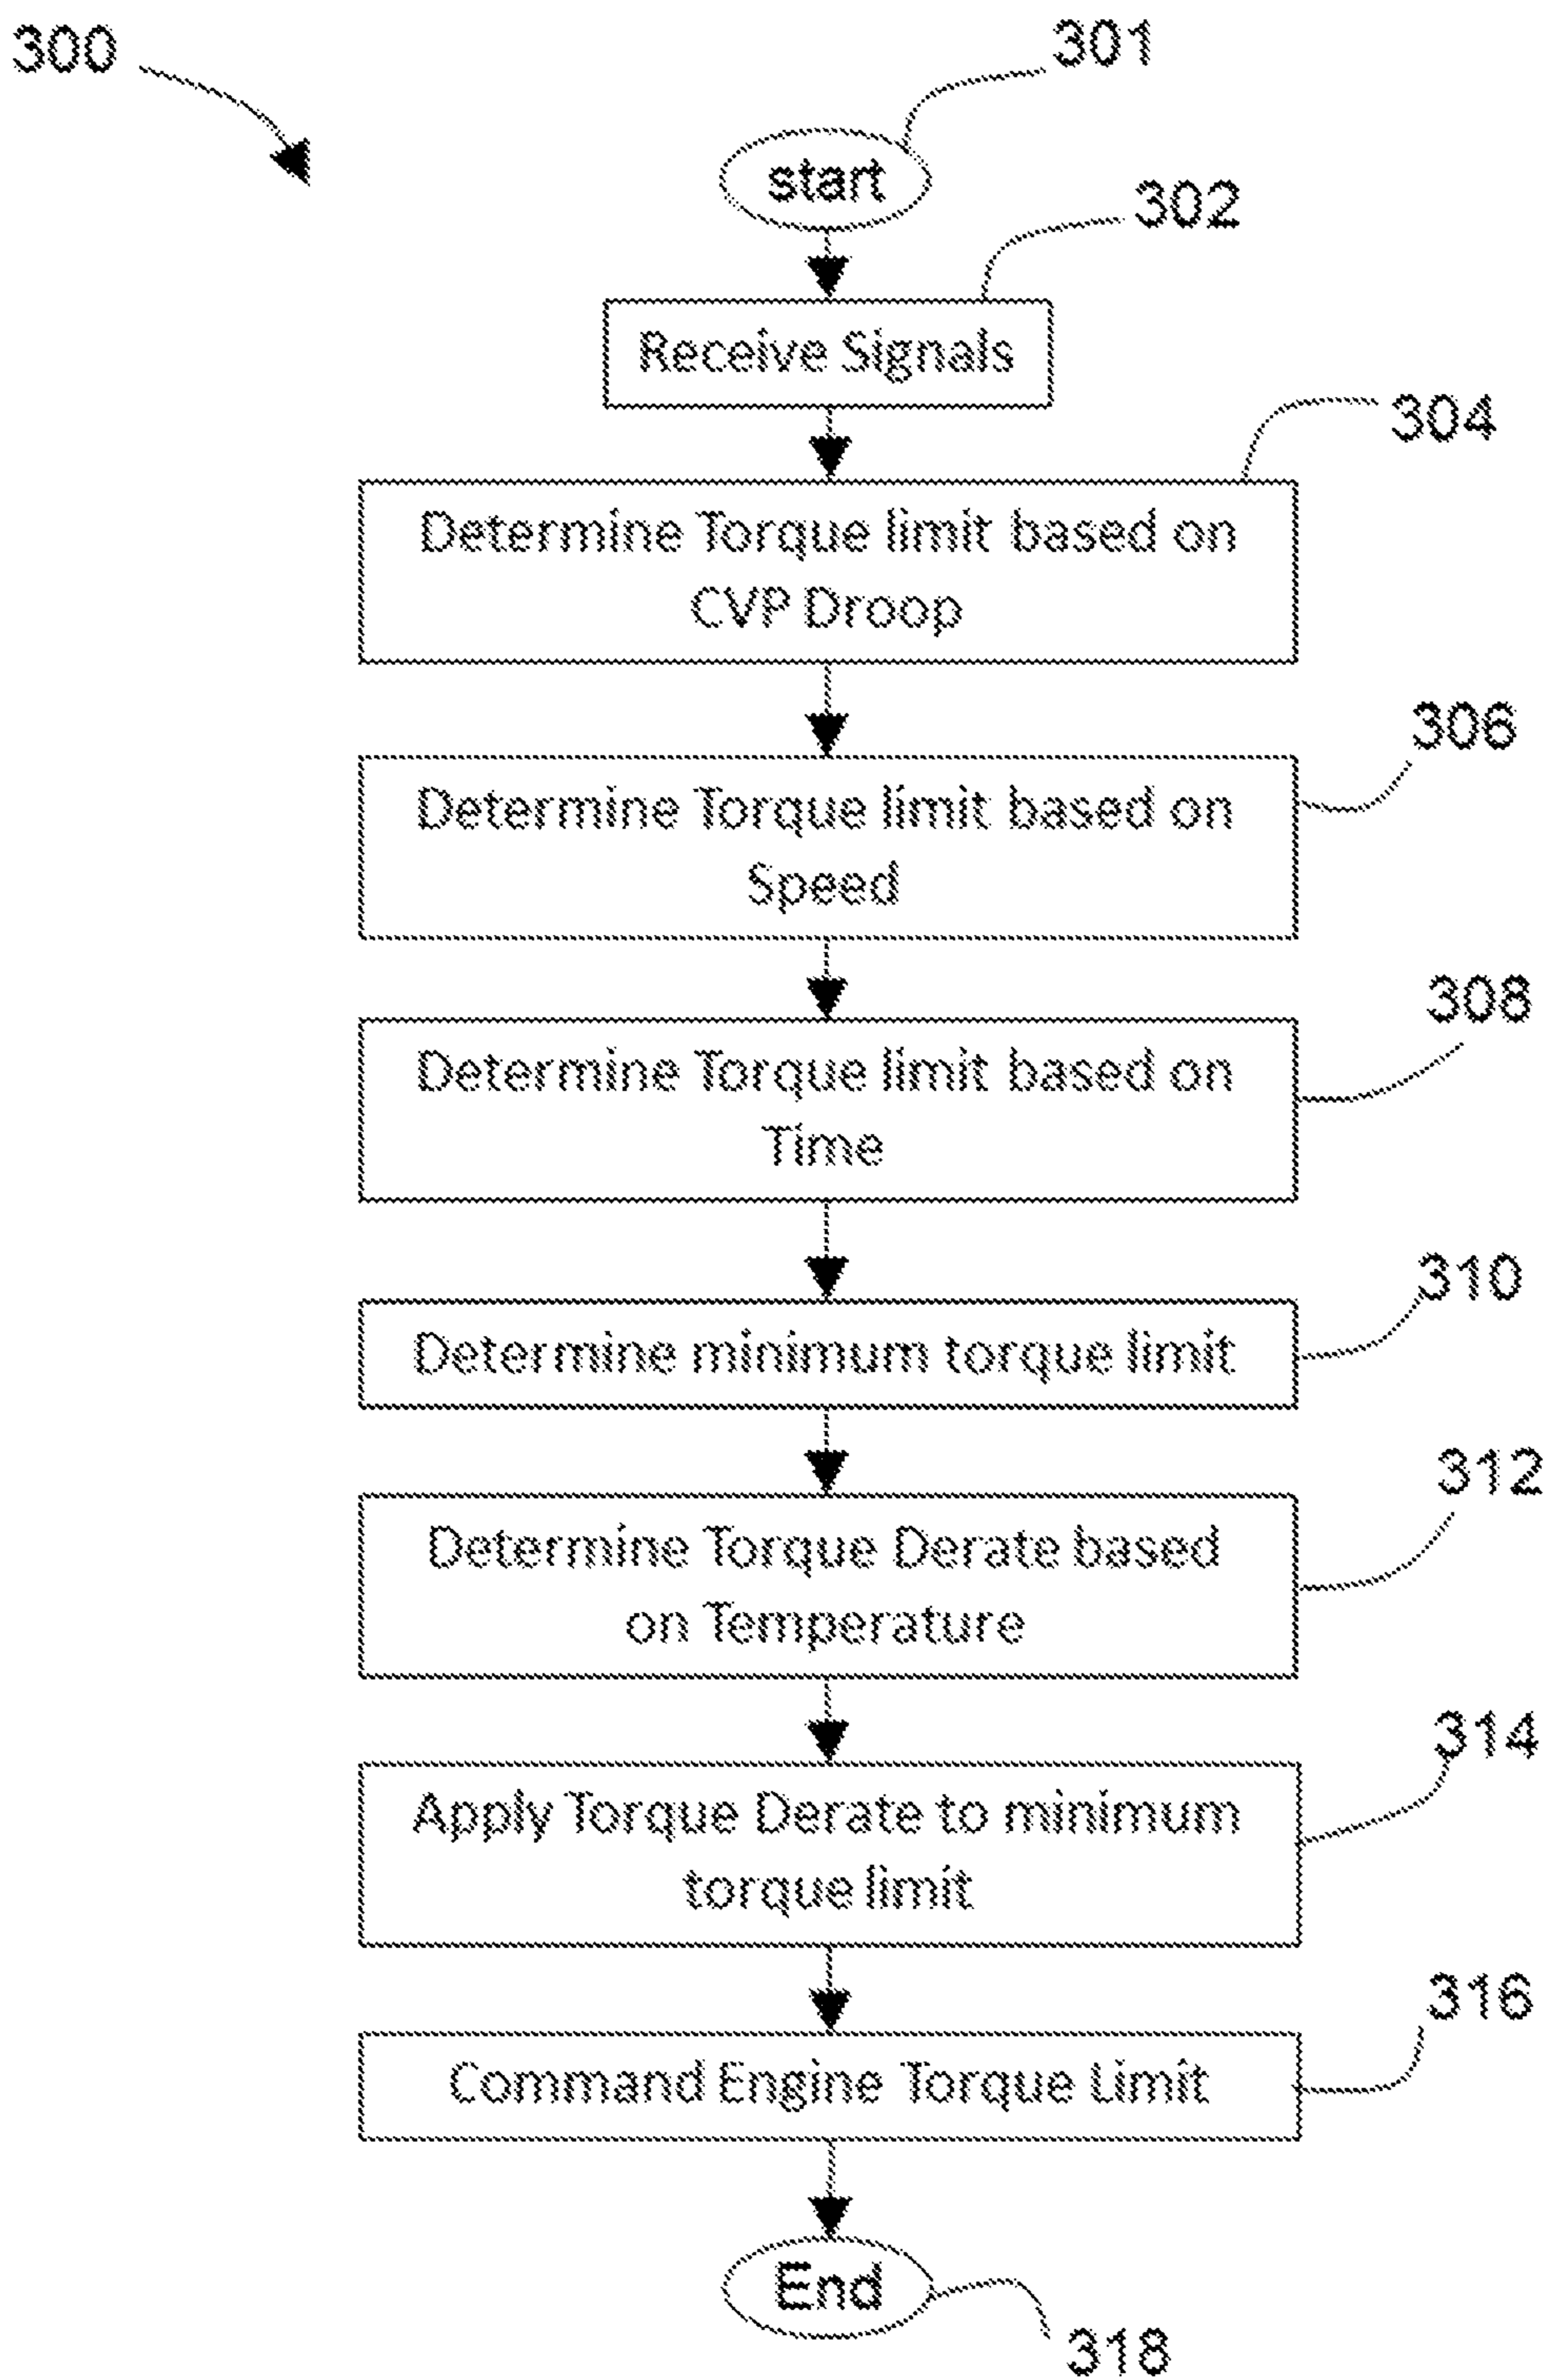 300
301
start
302
Receive Signals
304
Determine Torque limit based on
CVP Droop
306
Determine Torque limit based on
Speed
308
Determine Torque limit based on
Time
310
Determine minimum torque limit
312
Determine Torque Derate based
on Temperature
314
Apply Torque Derate to minimum
torque limit
316
Command Engine Torque Limit
End
318